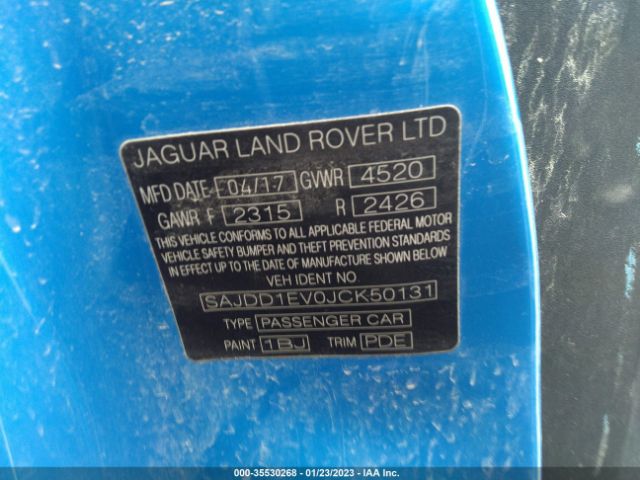 JAGUAR LAND ROVER LTD
MFD DATE 04/17 GVWR 4520
GAWR F 2315 R 2426
THIS VEHICLE CONFORMS TO ALL APPLICABLE FEDERAL MOTOR
VEHICLE SAFETY BUMPER AND THEFT PREVENTION STANDARDS
IN EFFECT ON THE DATE OF MANUFACTURE SHOWN BELOW
VEH IDENT NO
SAJDD1EV0JCK50131
TYPE PASSENGER CAR
PAINT 1BJ TRIM PDE
000-35530268 - 01/23/2023 - IAA Inc.